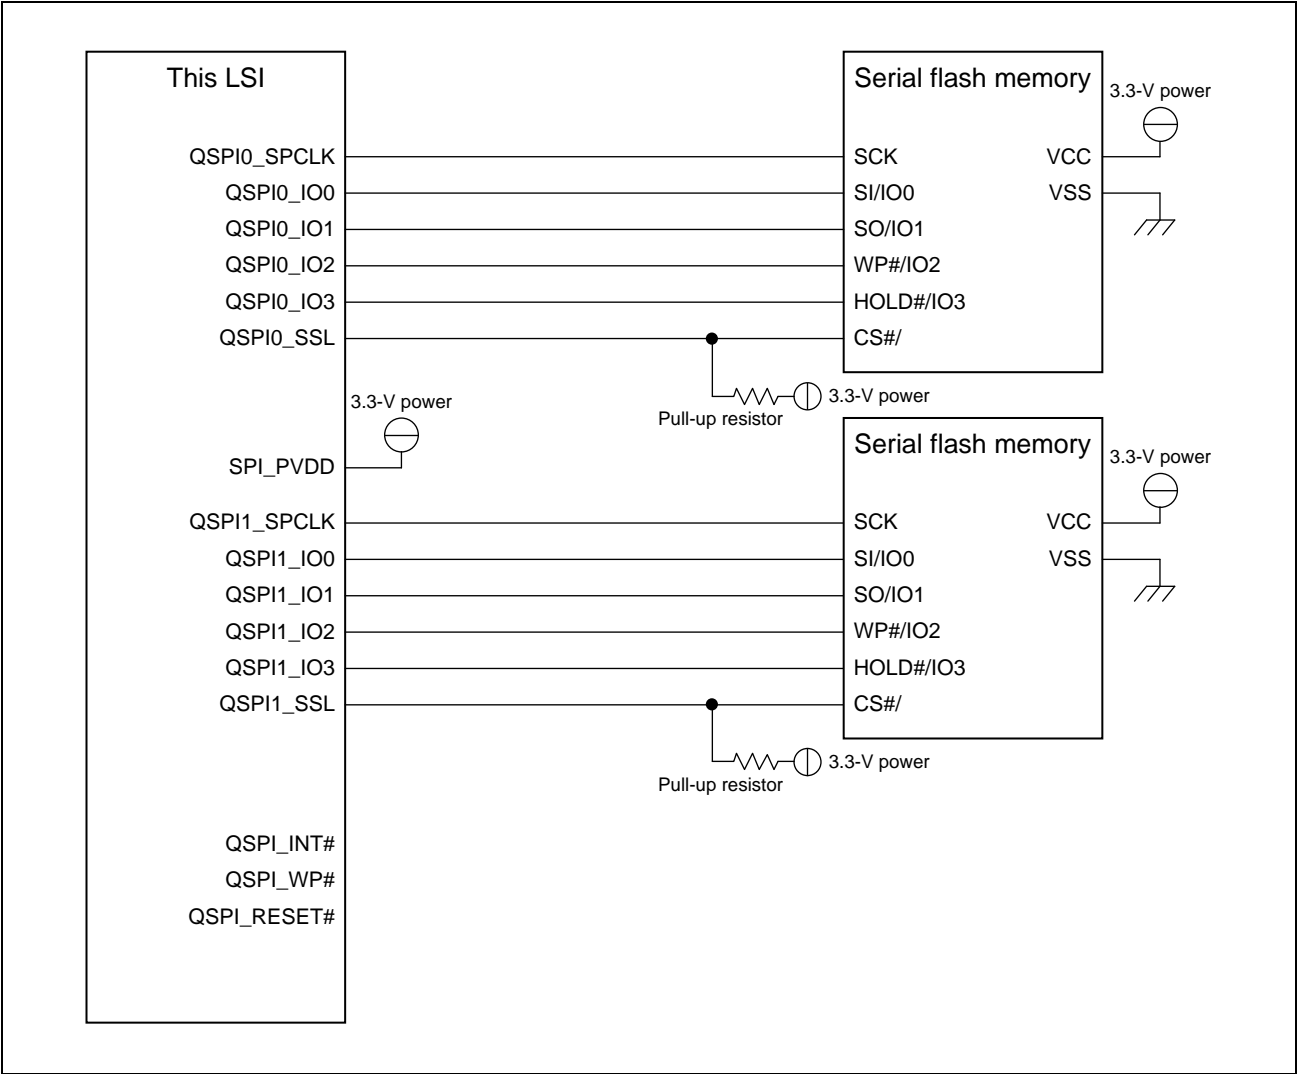 This LSI
Serial flash memory
3.3-V power
QSPI0_SPCLK
SCK
VCC
QSPI0_IO0
SI/IO0
VSS
QSPI0_IO1
SO/IO1
QSPI0_IO2
WP#/IO2
QSPI0_IO3
HOLD#/IO3
QSPI0_SSL
CS#/
3.3-V power
Pull-up resistor
3.3-V power
SPI_PVDD
Serial flash memory
3.3-V power
QSPI1_SPCLK
SCK
VCC
QSPI1_IO0
SI/IO0
VSS
QSPI1_IO1
SO/IO1
QSPI1_IO2
WP#/IO2
QSPI1_IO3
HOLD#/IO3
QSPI1_SSL
CS#/
3.3-V power
Pull-up resistor
QSPI_INT#
QSPI_WP#
QSPI_RESET#